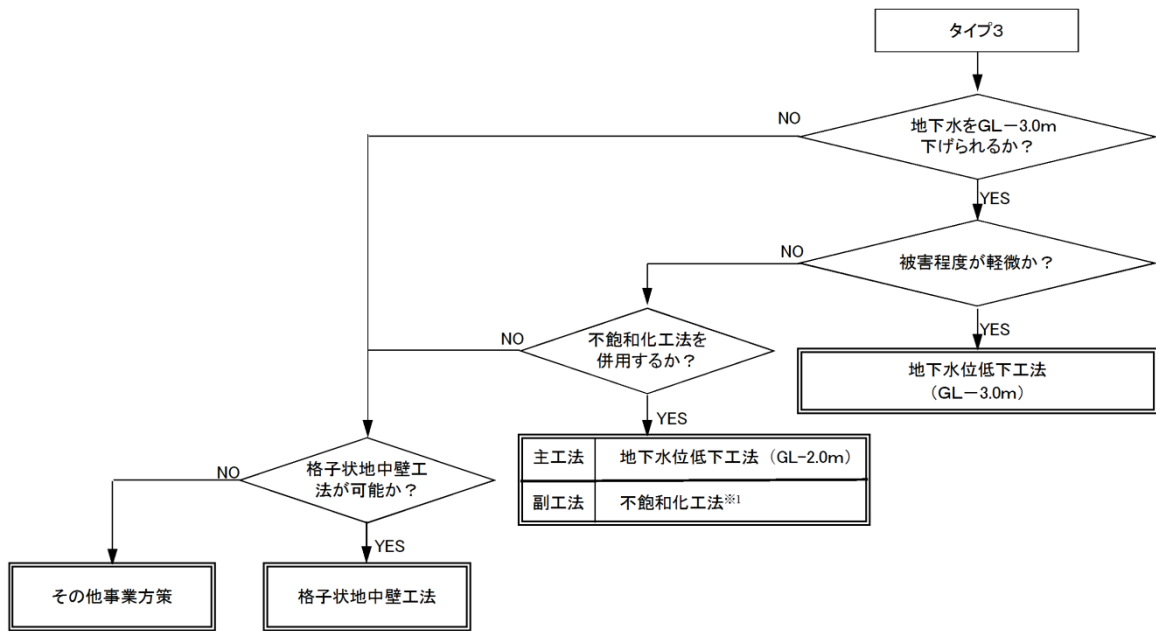 タイプ3
NO
地下水をGL－3.0m
下げられるか？
YES
NO
被害程度が軽微か？
YES
NO
不飽和化工法を
併用するか？
地下水位低下工法
（GL－3.0m）
YES
主工法 地下水位低下工法（GL-2.0m）
副工法 不飽和化工法※1
NO
格子状地中壁工
法が可能か？
YES
その他事業方策
格子状地中壁工法